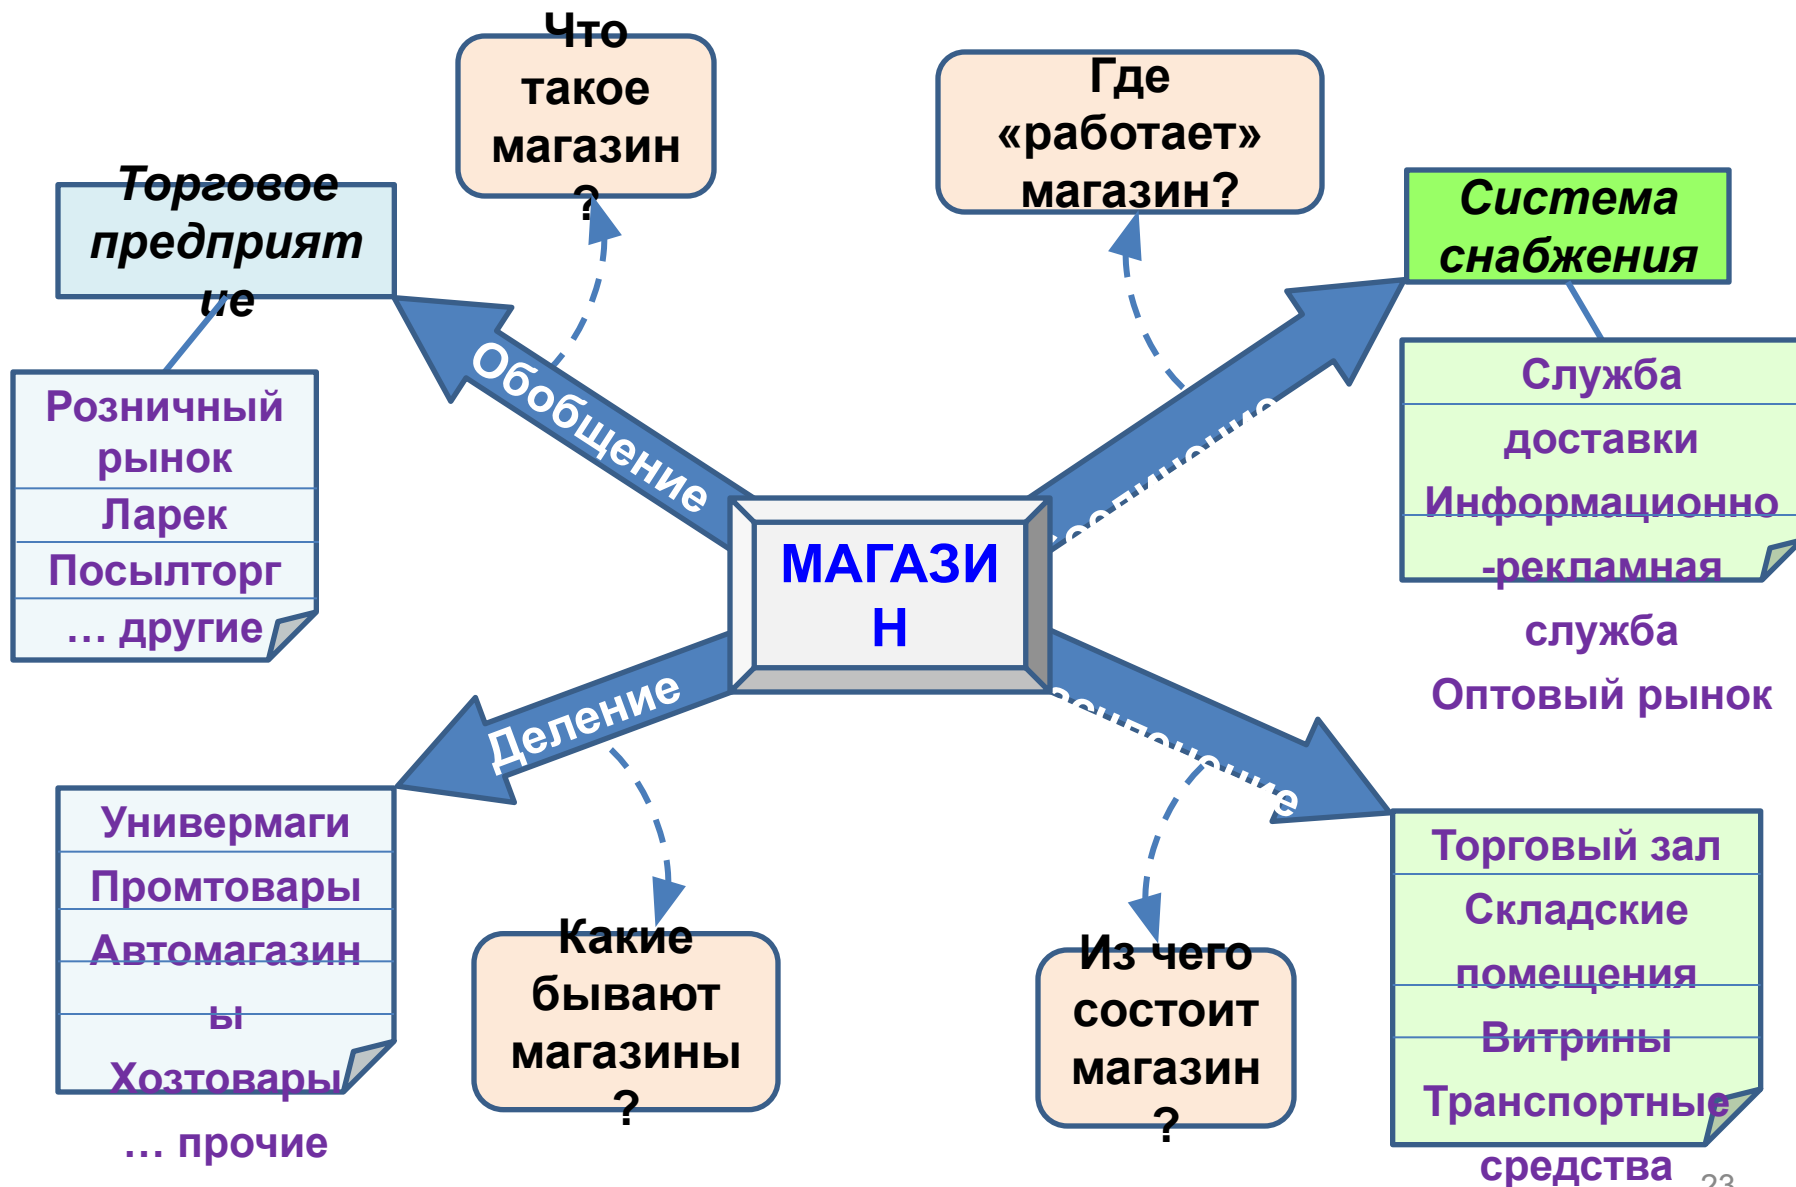 Что
такое
магазин
?
Где
«работает»
магазин?
Торговое
предприят
ие
Система
снабжения
Розничный
рынок
Ларек
Посылторг
… другие
Обобщение
Служба
доставки
Информационно
-рекламная
служба
Оптовый рынок
МАГАЗИ
Н
Деление
Универмаги
Промтовары
Автомагазин
ы
Хозтовары
… прочие
Какие
бывают
магазины
?
Из чего
состоит
магазин
?
Торговый зал
Складские
помещения
Витрины
Транспортные
средства
23